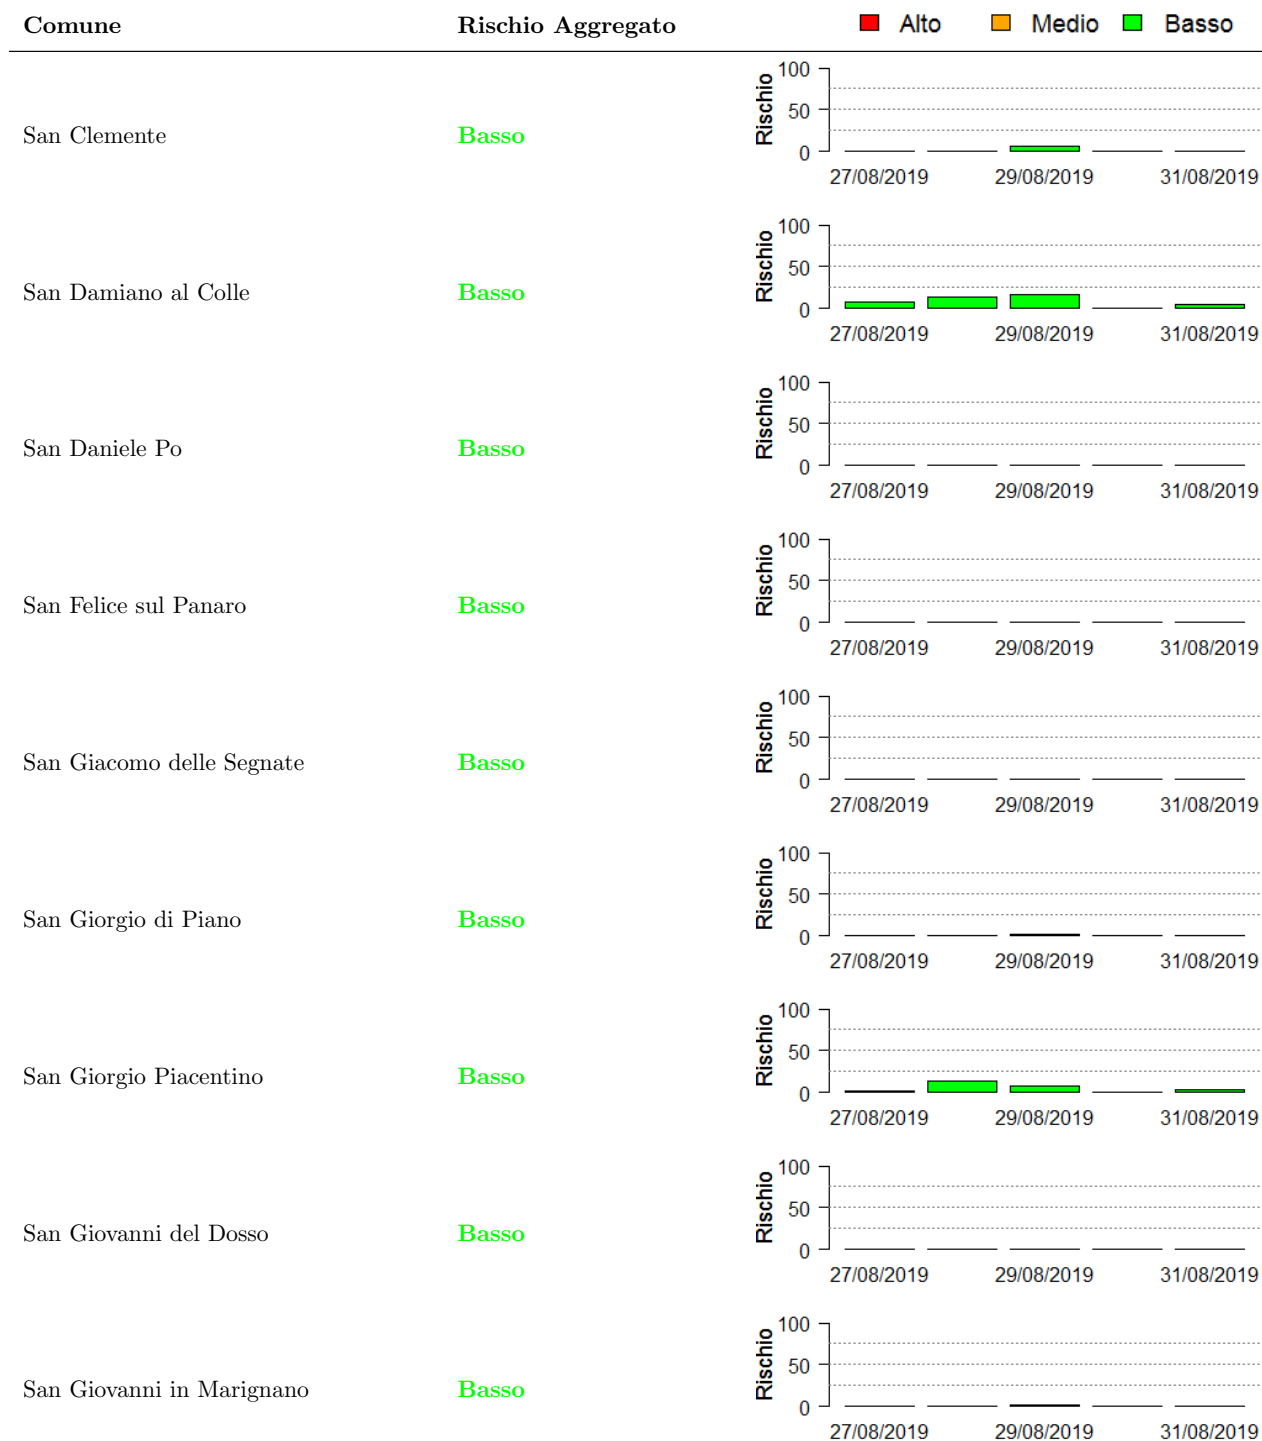 Comune Rischio Aggregato Alto Medio Basso
San Clemente Basso Rischio 100 50 0
27/08/2019 29/08/2019 31/08/2019
San Damiano al Colle Basso Rischio 100 50 0
27/08/2019 29/08/2019 31/08/2019
San Daniele Po Basso Rischio 100 50 0
27/08/2019 29/08/2019 31/08/2019
San Felice sul Panaro Basso Rischio 100 50 0
27/08/2019 29/08/2019 31/08/2019
San Giacomo delle Segnate Basso Rischio 100 50 0
27/08/2019 29/08/2019 31/08/2019
San Giorgio di Piano Basso Rischio 100 50 0
27/08/2019 29/08/2019 31/08/2019
San Giorgio Piacentino Basso Rischio 100 50 0
27/08/2019 29/08/2019 31/08/2019
San Giovanni del Dosso Basso Rischio 100 50 0
27/08/2019 29/08/2019 31/08/2019
San Giovanni in Marignano Basso Rischio 100 50 0
27/08/2019 29/08/2019 31/08/2019